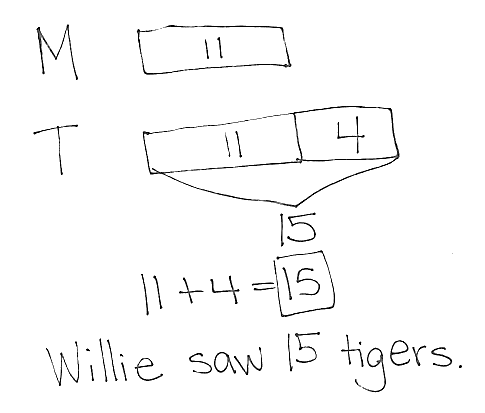 M 11
T 11 4
15
11 + 4 = 15
Willie saw 15 tigers.